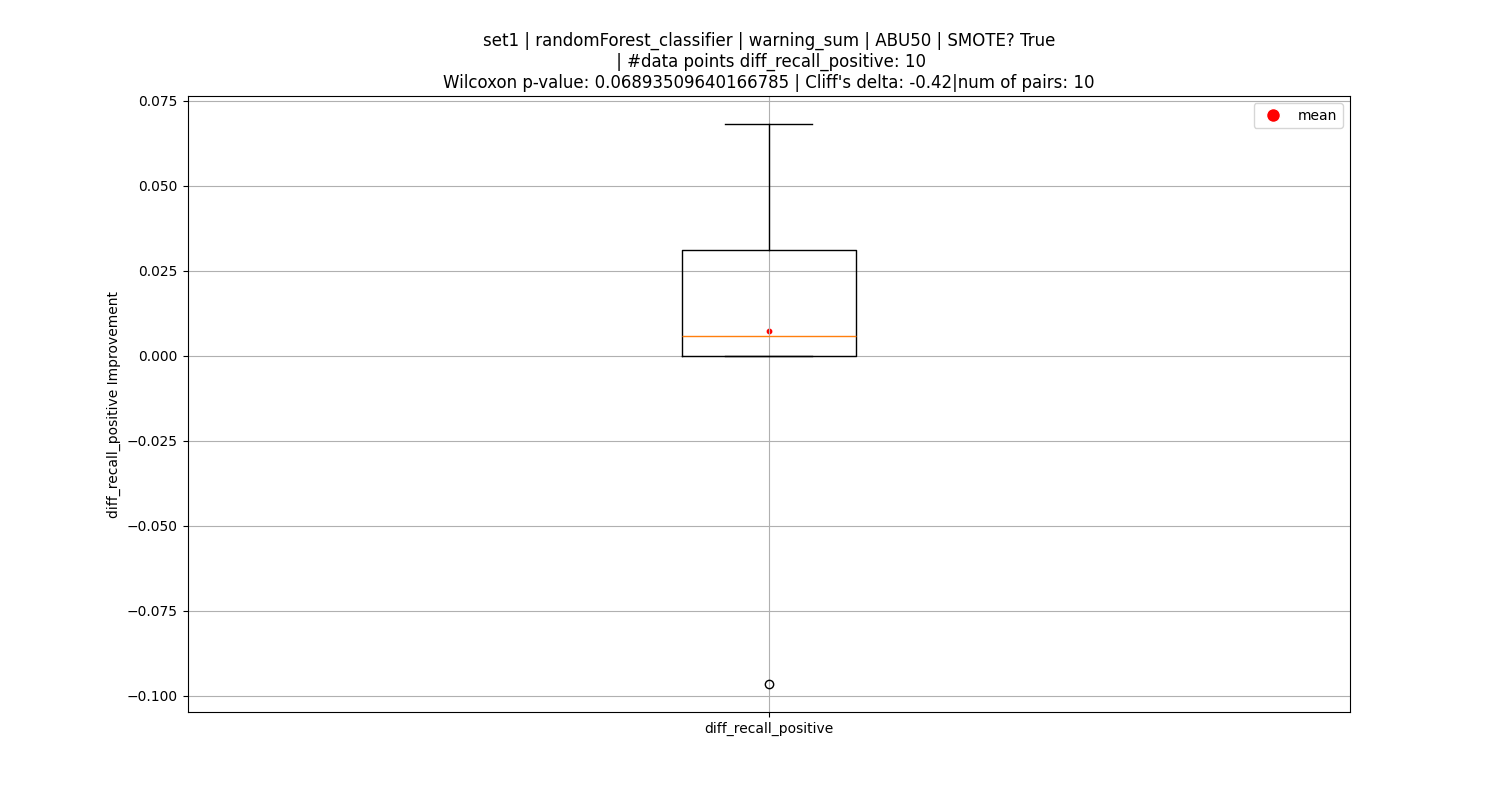 set1 | randomForest_classifier | warning_sum | ABU50 | SMOTE? True
| #data points diff_recall_positive: 10
Wilcoxon p-value: 0.06893509640166785 | Cliff's delta: -0.42|num of pairs: 10
mean
0.075
0.050
0.025
0.000
−0.025
−0.050
−0.075
−0.100
diff_recall_positive Improvement
diff_recall_positive